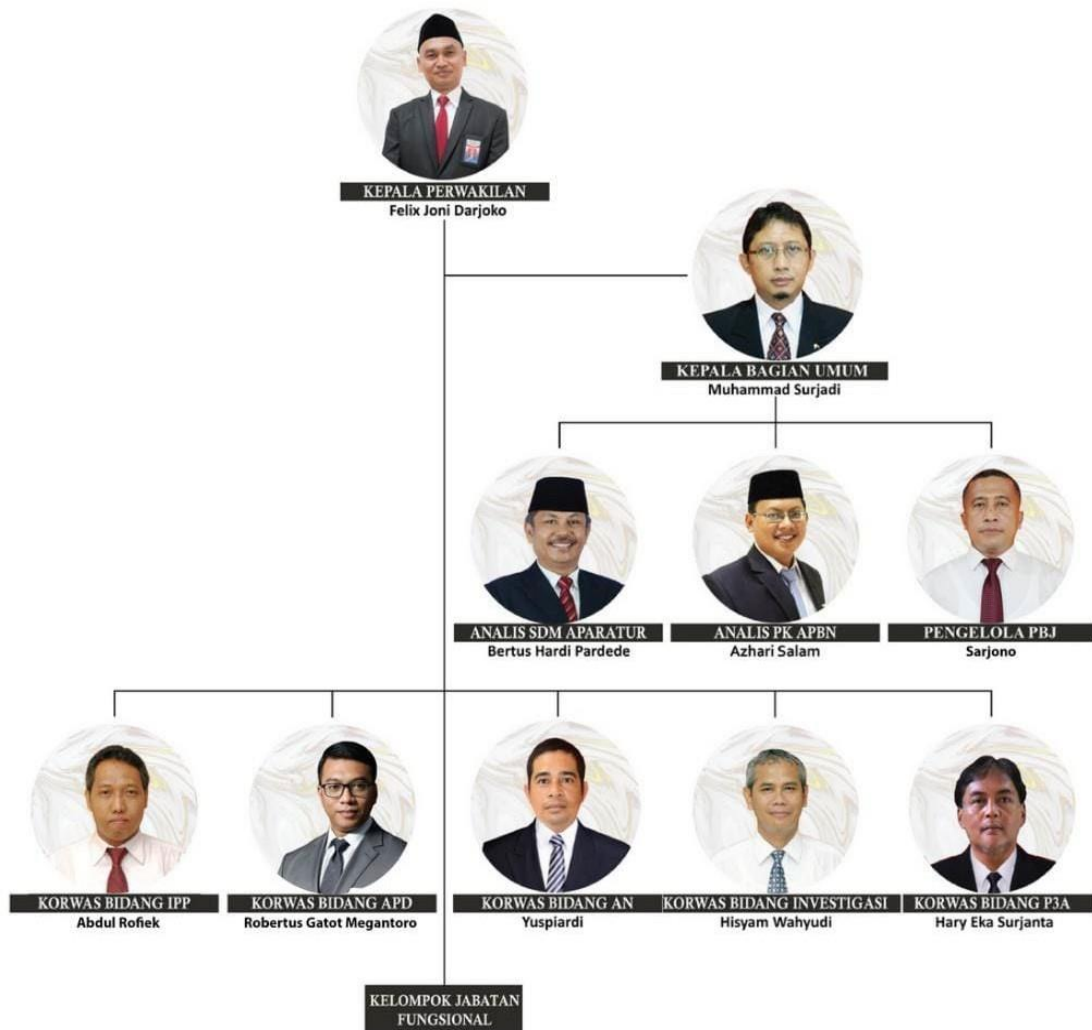 KEPALA PERWAKILAN
Felix Joni Darjoko
KEPALA BAGIAN UMUM
Muhammad Surjadi
ANALIS SDM APARATUR
Bertus Hardi Pardede
ANALIS PK APBN
Azhari Salam
PENGELOLA PBJ
Sarjono
KORWAS BIDANG IPP
Abdul Rofiek
KORWAS BIDANG APD
Robertus Gatot Megantoro
KORWAS BIDANG AN
Yuspiardi
KORWAS BIDANG INVESTIGASI
Hisyam Wahyudi
KORWAS BIDANG P3A
Hary Eka Surjanta
KELOMPOK JABATAN
FUNGSIONAL